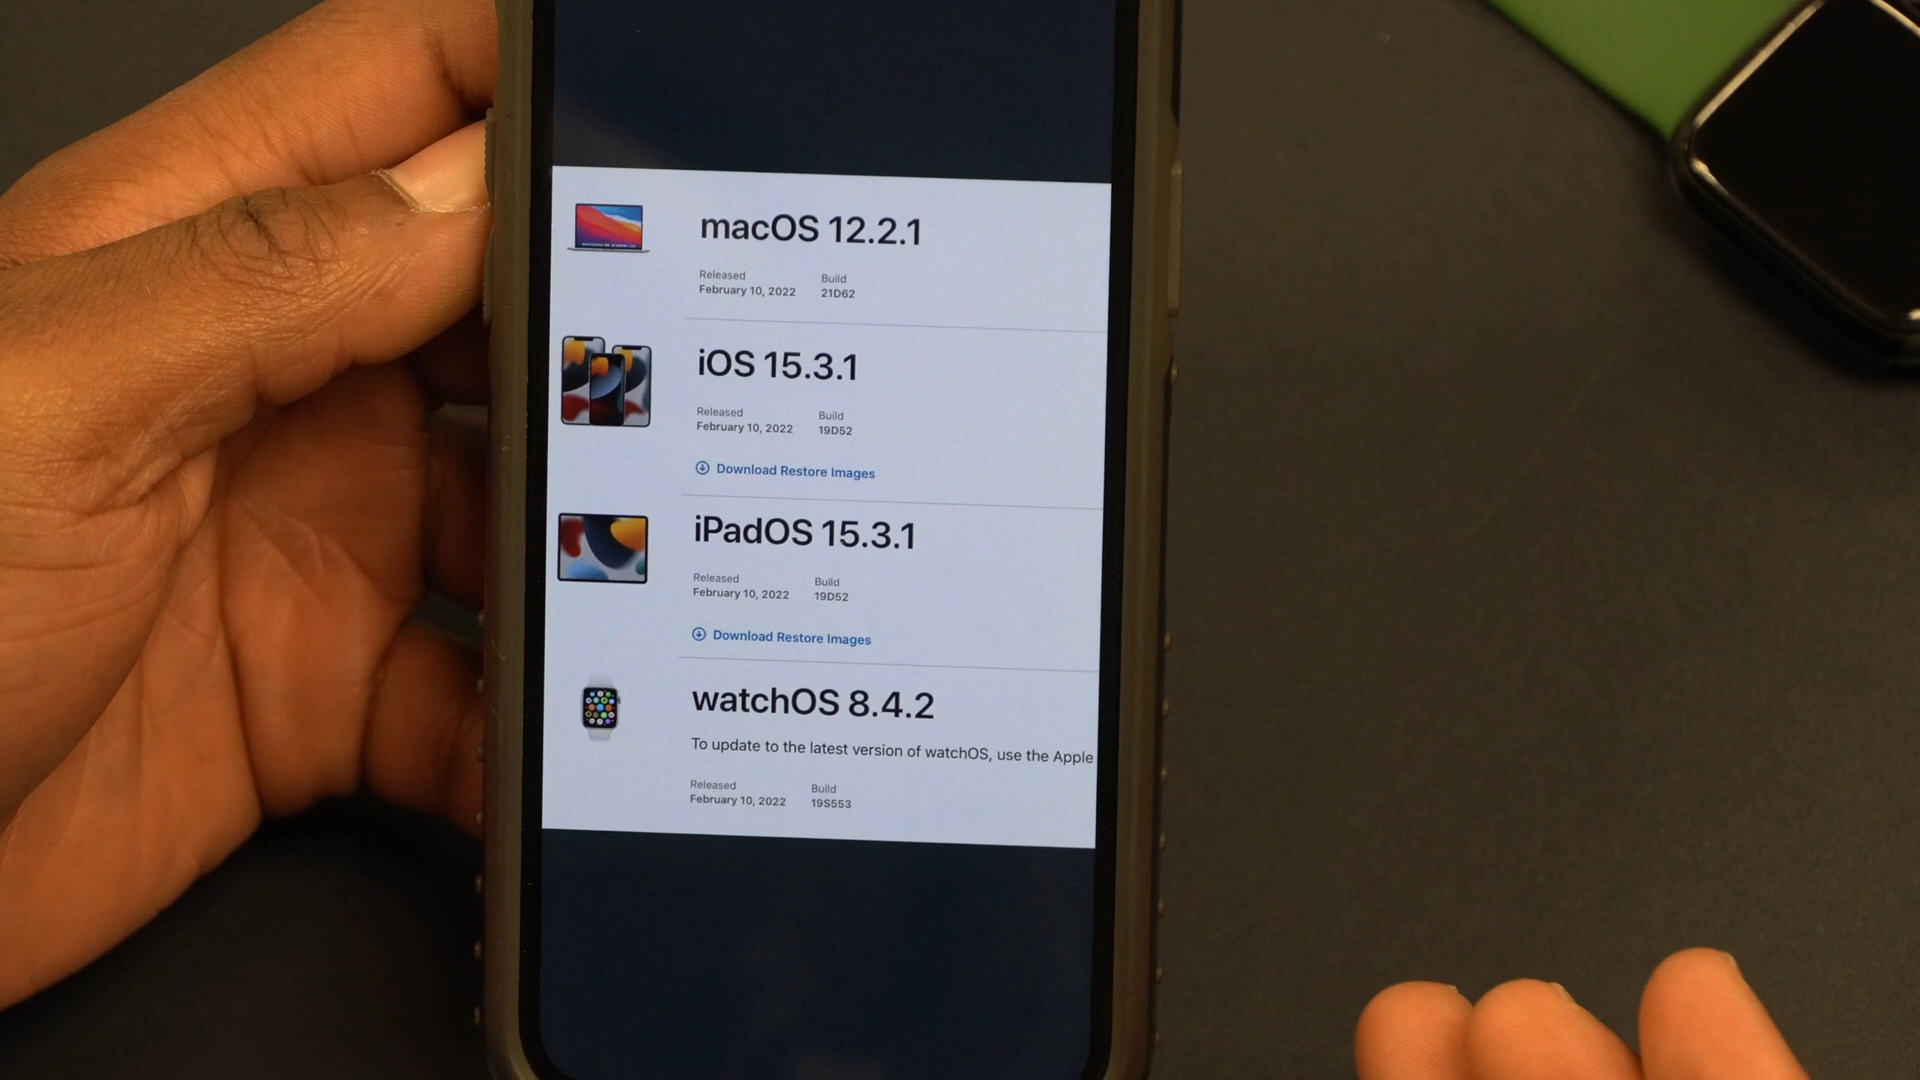 macOS 12.2.1
Released Build
February 10, 2022 21D62
iOS 15.3.1
Released Build
February 10, 2022 19D52
Download Restore Images
iPadOS 15.3.1
Released Build
February 10, 2022 19D52
Download Restore Images
watchOS 8.4.2
To update to the latest version of watchOS, use the Apple
Released Build
February 10, 2022 19S553